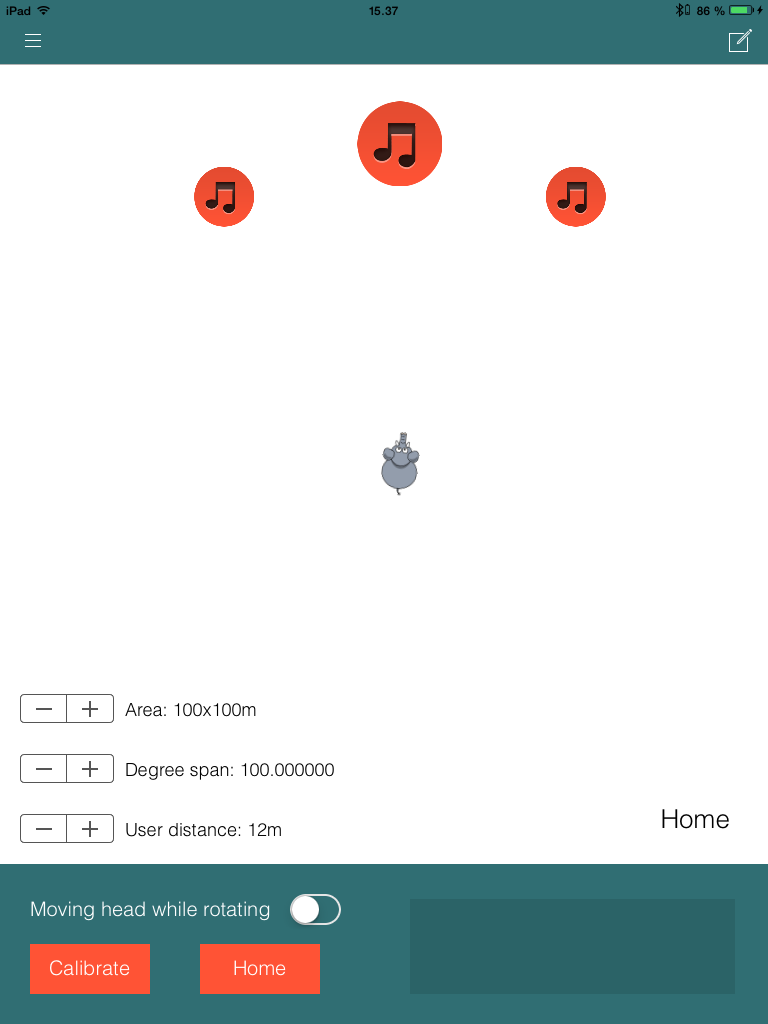 iPad 15.37 86 %
Area: 100x100m
Degree span: 100.000000
User distance: 12m
Home
Moving head while rotating
Calibrate Home